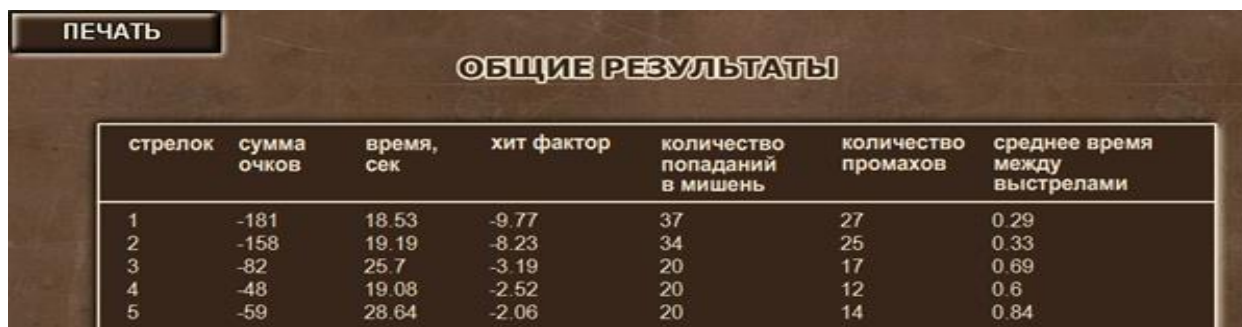 ПЕЧАТЬ
ОБЩИЕ РЕЗУЛЬТАТЫ
стрелок сумма очков время, сек хит фактор количество попаданий в мишень количество промахов среднее время между выстрелами
1 -181 18.53 -9.77 37 27 0.29
2 -158 19.19 -8.23 34 25 0.33
3 -82 25.7 -3.19 20 17 0.69
4 -48 19.08 -2.52 20 12 0.6
5 -59 28.64 -2.06 20 14 0.84